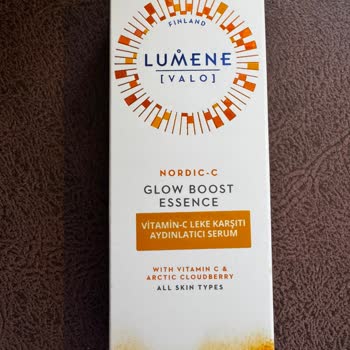 FINLAND
LUMENE
[VALO]
NORDIC-C
GLOW BOOST
ESSENCE
VİTAMİN-C LEKE KARŞITI
AYDINLATICI SERUM
WITH VITAMIN C &
ARCTIC CLOUDBERRY
ALL SKIN TYPES